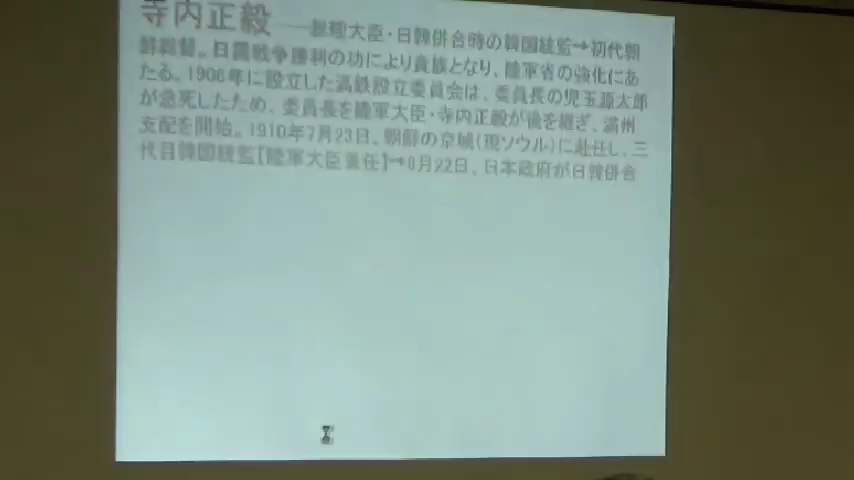 寺内正毅――総理大臣・日韓併合時の韓国統監→初代朝
鮮総督。日露戦争勝利の功により貴族となり、陸軍省の強化にあ
たる。1906年に設立した満鉄設立委員会は、委員長の児玉源太郎
が急死したため、委員長を陸軍大臣・寺内正毅が後を継ぎ、満州
支配を開始。1910年7月23日、朝鮮の京城(現ソウル)に赴任し、三
代目韓国統監【陸軍大臣兼任】→8月22日、日本政府が日韓併合